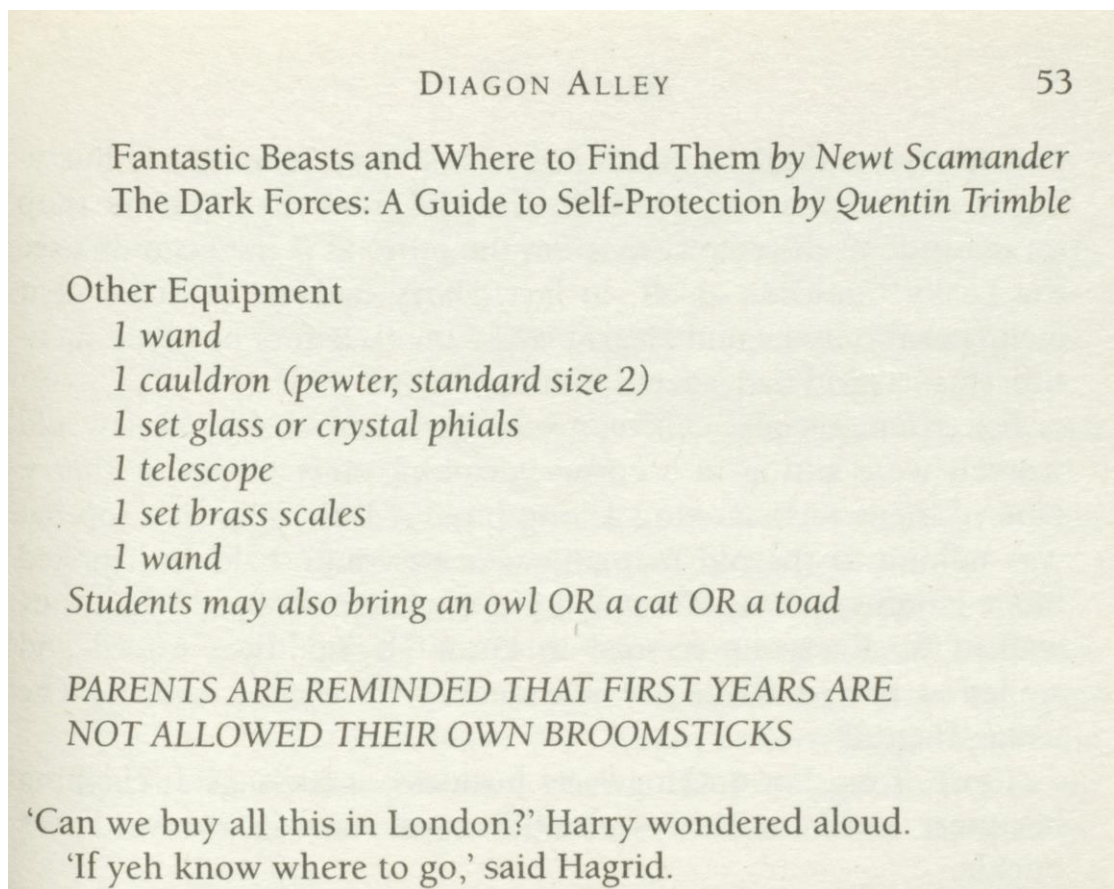 DIAGON ALLEY 53
Fantastic Beasts and Where to Find Them by Newt Scamander
The Dark Forces: A Guide to Self-Protection by Quentin Trimble
Other Equipment
1 wand
1 cauldron (pewter, standard size 2)
1 set glass or crystal phials
1 telescope
1 set brass scales
1 wand
Students may also bring an owl OR a cat OR a toad
PARENTS ARE REMINDED THAT FIRST YEARS ARE
NOT ALLOWED THEIR OWN BROOMSTICKS
‘Can we buy all this in London?’ Harry wondered aloud.
‘If yeh know where to go,’ said Hagrid.